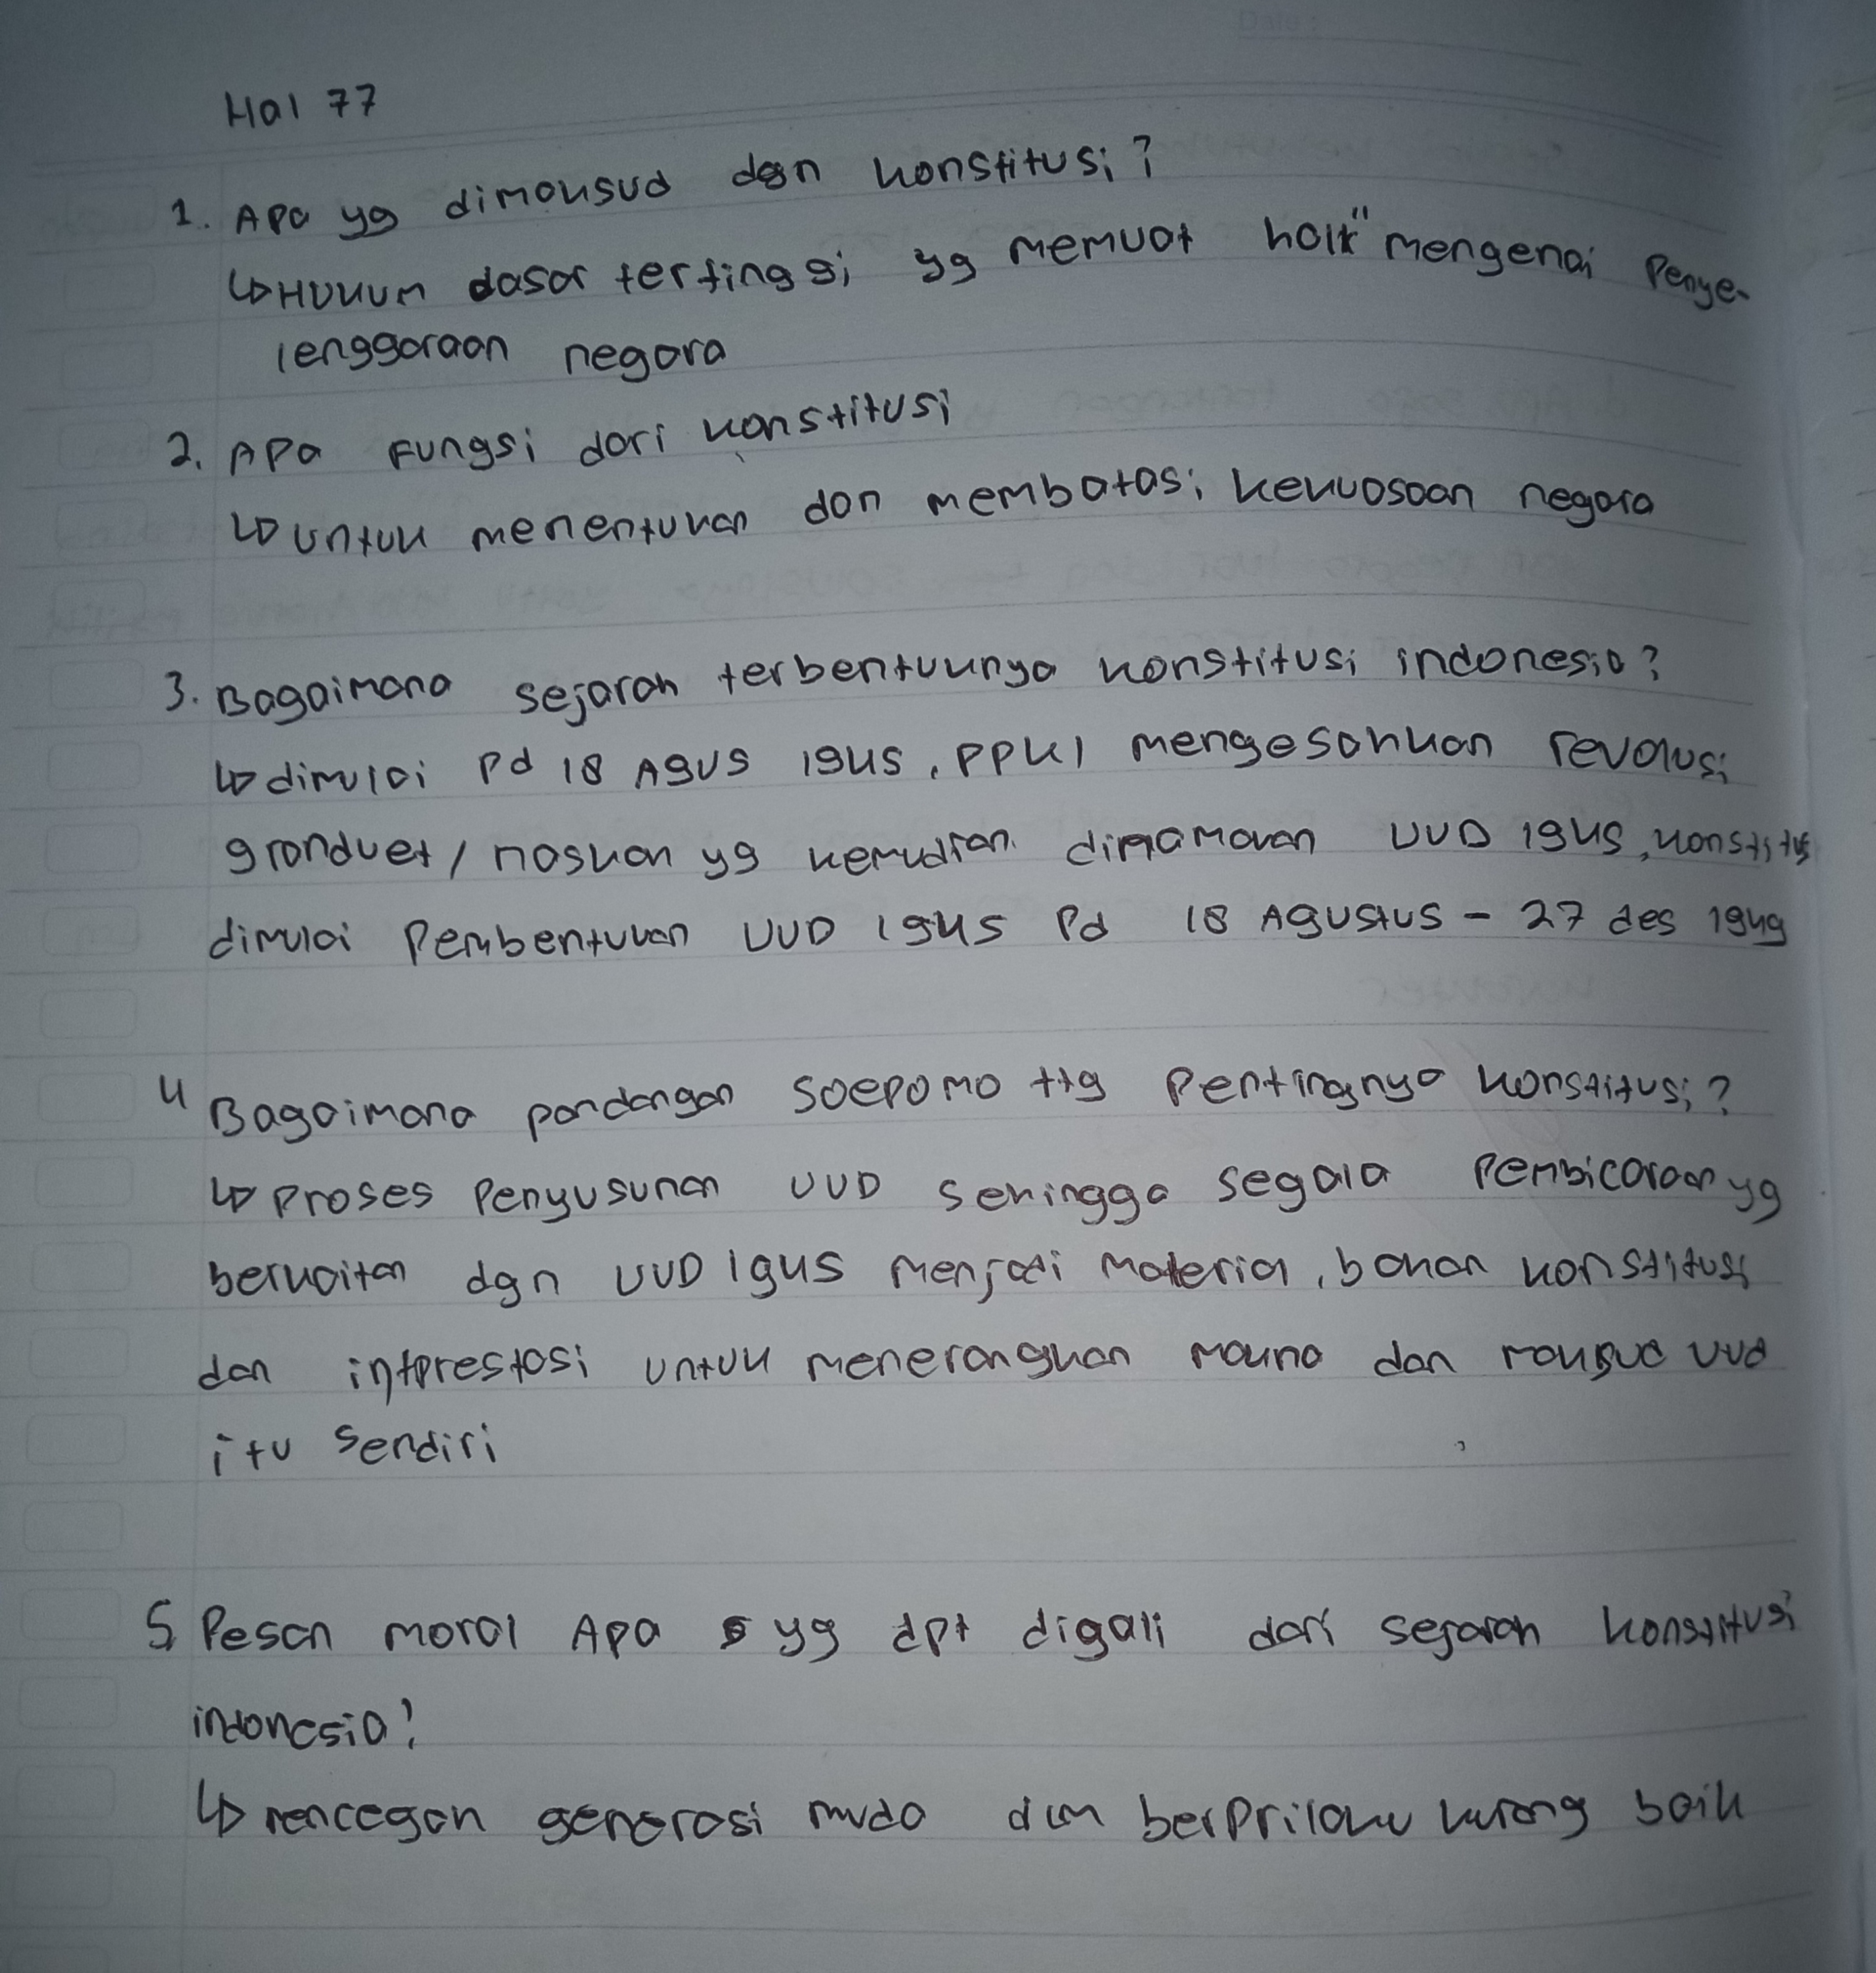 Hal 77
1. Apa yg dimaksud dgn konstitusi?
↳ Hukum dasar tertinggi yg memuat hal" mengenai Penye-
lenggaraan negara
2. APa Fungsi dari konstitusi
↳ untuk menentukan dan membatasi kekuasaan negara
3. Bagaimana sejarah terbentuknya konstitusi indonesia?
↳ dimulai Pd 18 Agus 1945, PPKI mengesahkan revolusi
grondwet / naskah yg kemudian dinamakan UUD 1945, konstitusi
dimulai Pembentukan UUD 1945 Pd 18 Agustus - 27 des 1949
4 Bagaimana pandangan Soepomo ttg Pentingnya konstitusi?
↳ Proses Penyusunan UUD sehingga segala Pembicaraan yg
berkaitan dgn UUD 1945 menjadi material, bahan konstitusi
dan intprestasi untuk menerangkan makna dan maksud UUD
itu sendiri
5. Pesan moral Apa yg dpt digali dari sejarah konstitusi
indonesia?
↳ mencegah generasi muda dlm berprilaku kurang baik